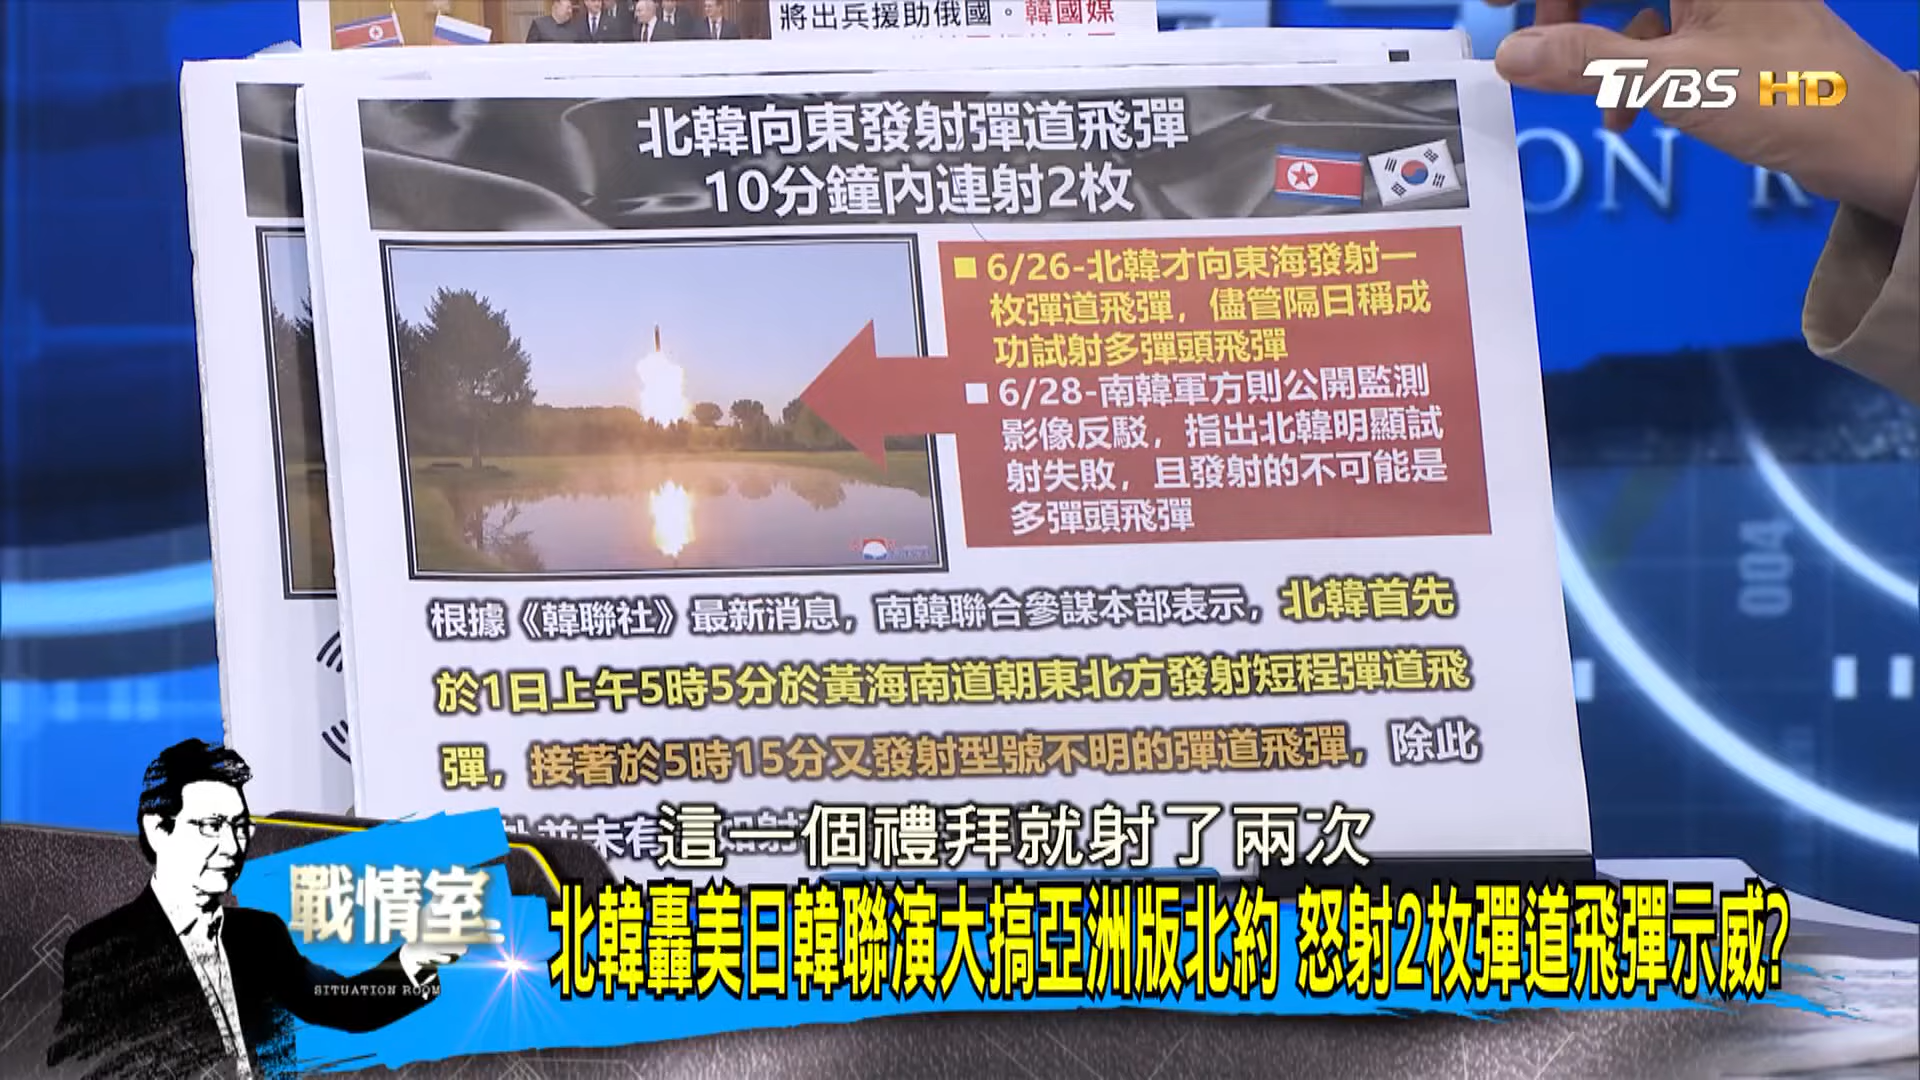 將出兵援助俄國。韓國媒
TVBS HD
北韓向東發射彈道飛彈
10分鐘內連射2枚
■ 6/26-北韓才向東海發射一
枚彈道飛彈，儘管隔日稱成
功試射多彈頭飛彈
■ 6/28-南韓軍方則公開監測
影像反駁，指出北韓明顯試
射失敗，且發射的不可能是
多彈頭飛彈
根據《韓聯社》最新消息，南韓聯合參謀本部表示，北韓首先
於1日上午5時5分於黃海南道朝東北方發射短程彈道飛
彈，接著於5時15分又發射型號不明的彈道飛彈，除此
這一個禮拜就射了兩次
戰情室
SITUATION ROOM
北韓轟美日韓聯演大搞亞洲版北約 怒射2枚彈道飛彈示威?
ON R
004